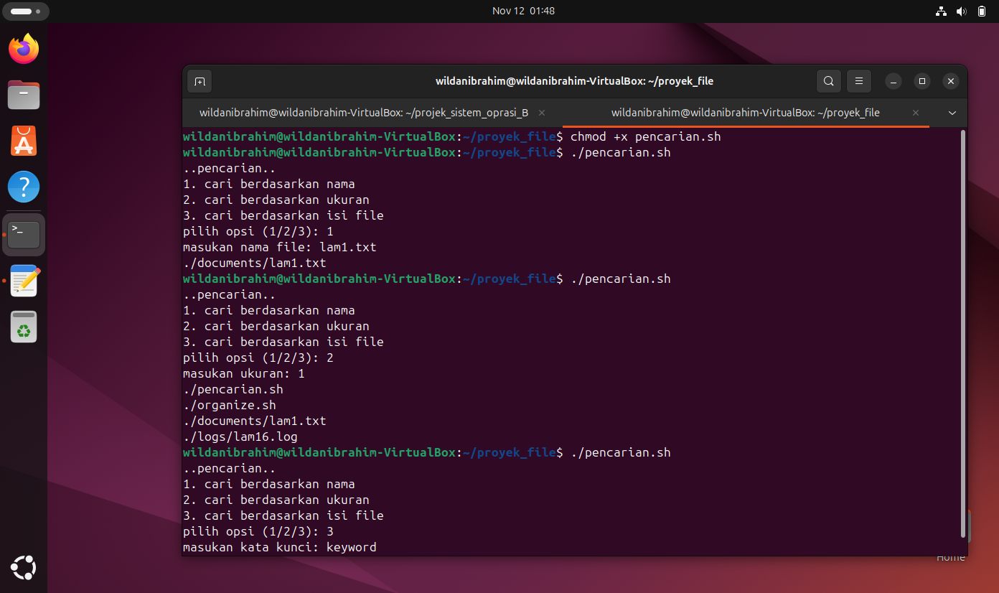 Nov 12 01:48
wildanibrahim@wildanibrahim-VirtualBox: ~/proyek_file
wildanibrahim@wildanibrahim-VirtualBox: ~/projek_sistem_oprasi_B
wildanibrahim@wildanibrahim-VirtualBox: ~/proyek_file
wildanibrahim@wildanibrahim-VirtualBox:~/proyek_file$ chmod +x pencarian.sh
wildanibrahim@wildanibrahim-VirtualBox:~/proyek_file$ ./pencarian.sh
..pencarian..
1. cari berdasarkan nama
2. cari berdasarkan ukuran
3. cari berdasarkan isi file
pilih opsi (1/2/3): 1
masukan nama file: lam1.txt
./documents/lam1.txt
wildanibrahim@wildanibrahim-VirtualBox:~/proyek_file$ ./pencarian.sh
..pencarian..
1. cari berdasarkan nama
2. cari berdasarkan ukuran
3. cari berdasarkan isi file
pilih opsi (1/2/3): 2
masukan ukuran: 1
./pencarian.sh
./organize.sh
./documents/lam1.txt
./logs/lam16.log
wildanibrahim@wildanibrahim-VirtualBox:~/proyek_file$ ./pencarian.sh
..pencarian..
1. cari berdasarkan nama
2. cari berdasarkan ukuran
3. cari berdasarkan isi file
pilih opsi (1/2/3): 3
masukan kata kunci: keyword
Home